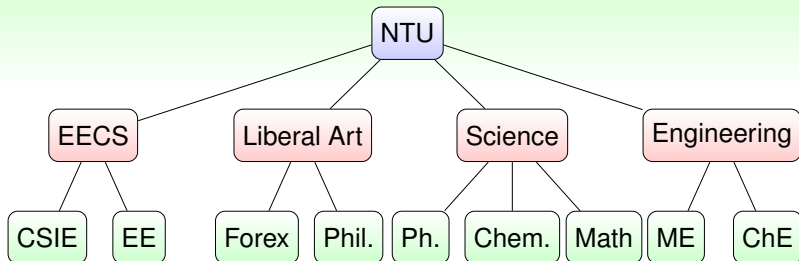 NTU
EECS Liberal Art Science Engineering
CSIE EE Forex Phil. Ph. Chem. Math ME ChE